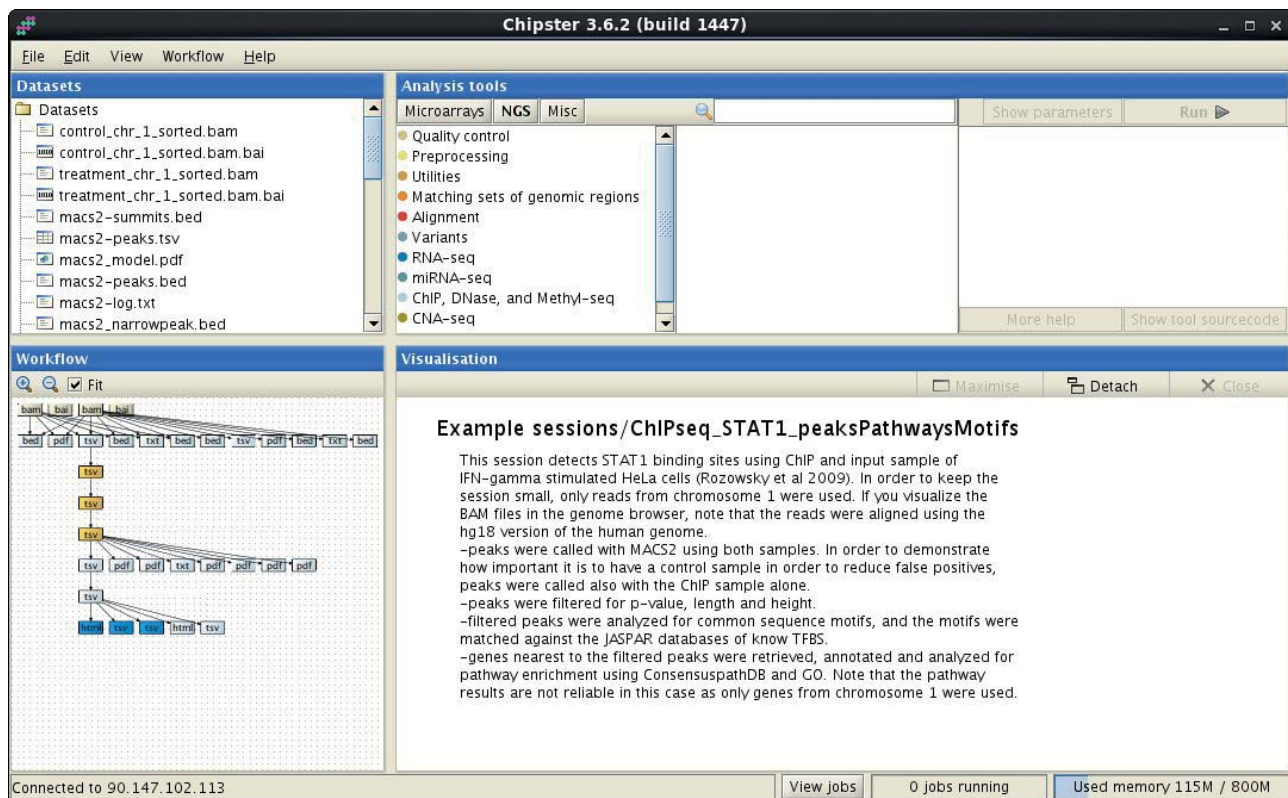 Chipster 3.6.2 (build 1447)
File Edit View Workflow Help
Datasets
Datasets
control_chr_1_sorted.bam
control_chr_1_sorted.bam.bai
treatment_chr_1_sorted.bam
treatment_chr_1_sorted.bam.bai
macs2-summits.bed
macs2-peaks.tsv
macs2_model.pdf
macs2-peaks.bed
macs2-log.txt
macs2_narrowpeak.bed
Analysis tools
Microarrays NGS Misc Show parameters Run
Quality control
Preprocessing
Utilities
Matching sets of genomic regions
Alignment
Variants
RNA-seq
miRNA-seq
ChIP, DNase, and Methyl-seq
CNA-seq
More help Show tool sourcecode
Workflow
Fit
bam bai bam bai
bed pdf tsv bed txt bed bed tsv pdf bed txt bed
tsv
tsv
tsv
tsv pdf pdf txt pdf pdf pdf pdf
tsv
html tsv tsv html tsv
Visualisation
Maximise Detach Close
Example sessions/ChIPseq_STAT1_peaksPathwaysMotifs
This session detects STAT1 binding sites using ChIP and input sample of
IFN-gamma stimulated HeLa cells (Rozowsky et al 2009). In order to keep the
session small, only reads from chromosome 1 were used. If you visualize the
BAM files in the genome browser, note that the reads were aligned using the
hg18 version of the human genome.
-peaks were called with MACS2 using both samples. In order to demonstrate
how important it is to have a control sample in order to reduce false positives,
peaks were called also with the ChIP sample alone.
-peaks were filtered for p-value, length and height.
-filtered peaks were analyzed for common sequence motifs, and the motifs were
matched against the JASPAR databases of know TFBS.
-genes nearest to the filtered peaks were retrieved, annotated and analyzed for
pathway enrichment using ConsensuspathDB and GO. Note that the pathway
results are not reliable in this case as only genes from chromosome 1 were used.
Connected to 90.147.102.113 View jobs 0 jobs running Used memory 115M / 800M